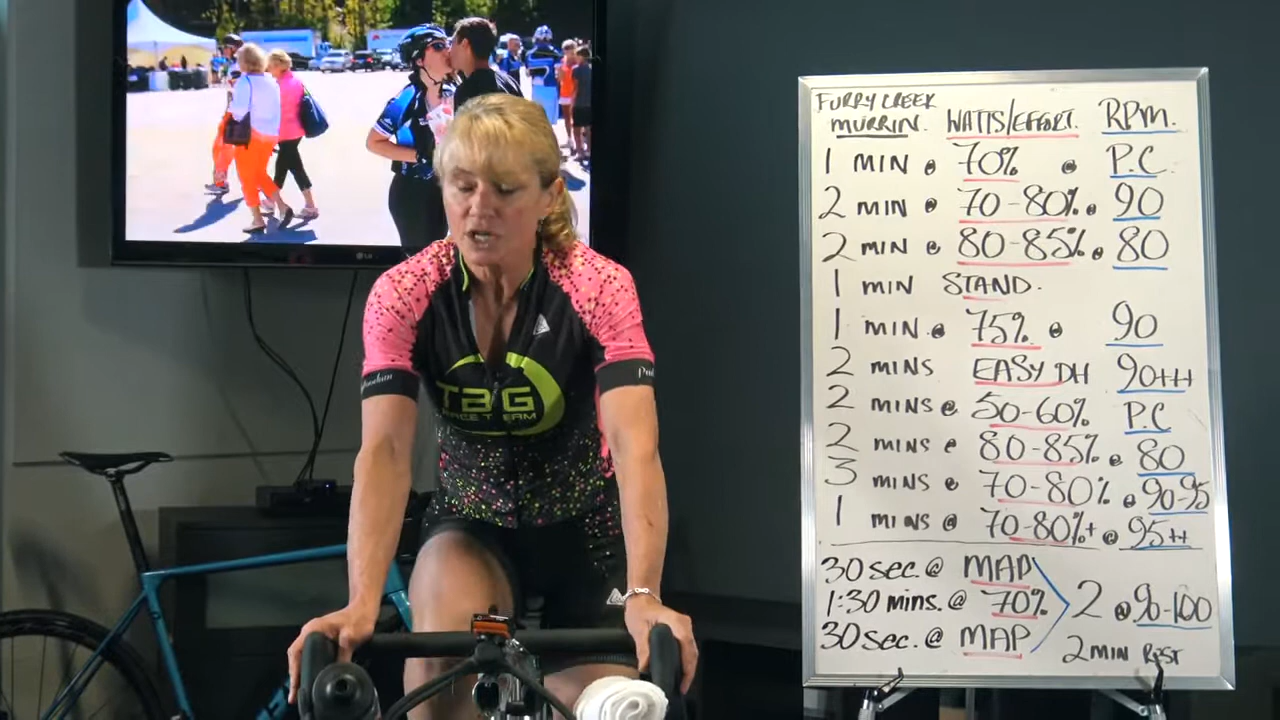 LG
TBG
RACE TEAM
FURRY CREEK
MURRIN. WATTS/EFFORT. RPM.
1 MIN @ 70% @ P.C
2 MIN @ 70-80% @ 90
2 MIN @ 80-85% @ 80
1 MIN STAND.
1 MIN @ 75% @ 90
2 MINS EASY DH 90+++
2 MINS @ 50-60% P.C
2 MINS @ 80-85% @ 80
3 MINS @ 70-80% @ 90-95
1 MINS @ 70-80%+ @ 95++
30 sec. @ MAP
1:30 mins. @ 70% 2 @ 90-100
30 sec. @ MAP 2 MIN REST